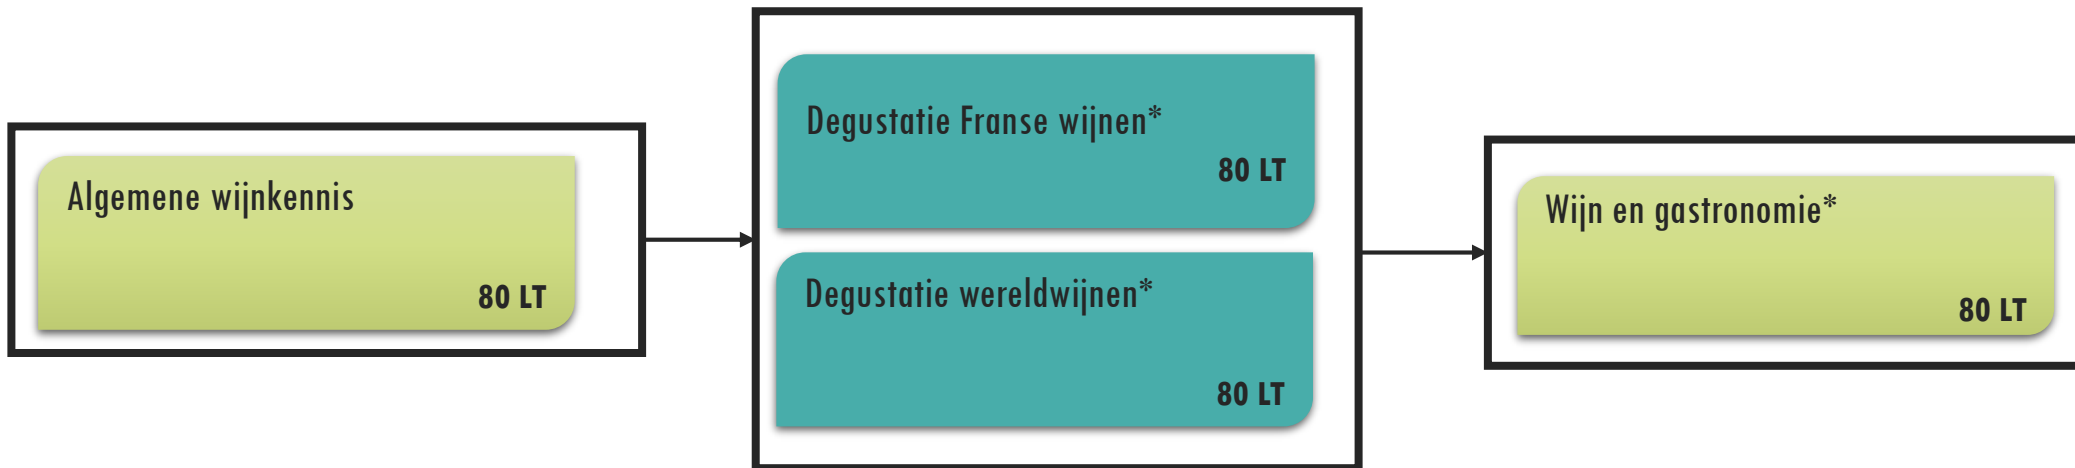 Algemene wijnkennis
80 LT
Degustatie Franse wijnen*
80 LT
Degustatie wereldwijnen*
80 LT
Wijn en gastronomie*
80 LT